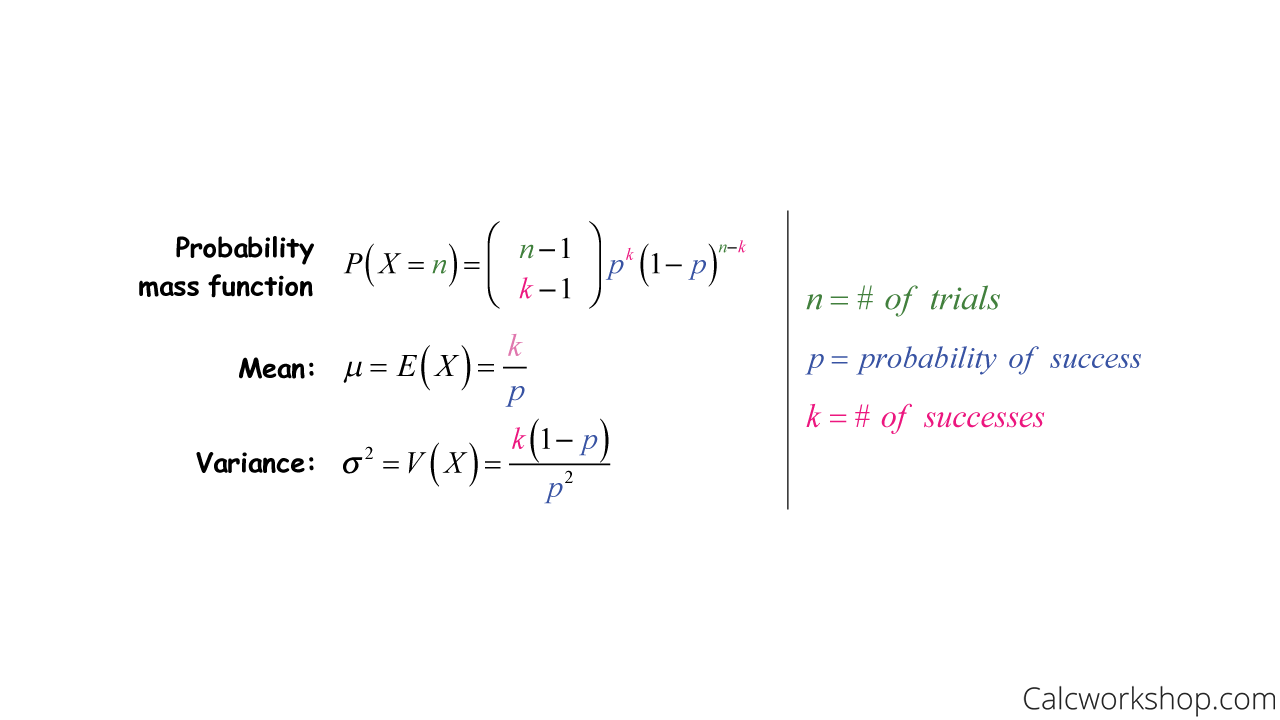 Probability
mass function
P(X = n) = (n−1 k−1) p^k (1− p)^n−k
Mean: μ = E(X) = k/p
Variance: σ² = V(X) = k(1− p)/p²
n = # of trials
p = probability of success
k = # of successes
Calcworkshop.com